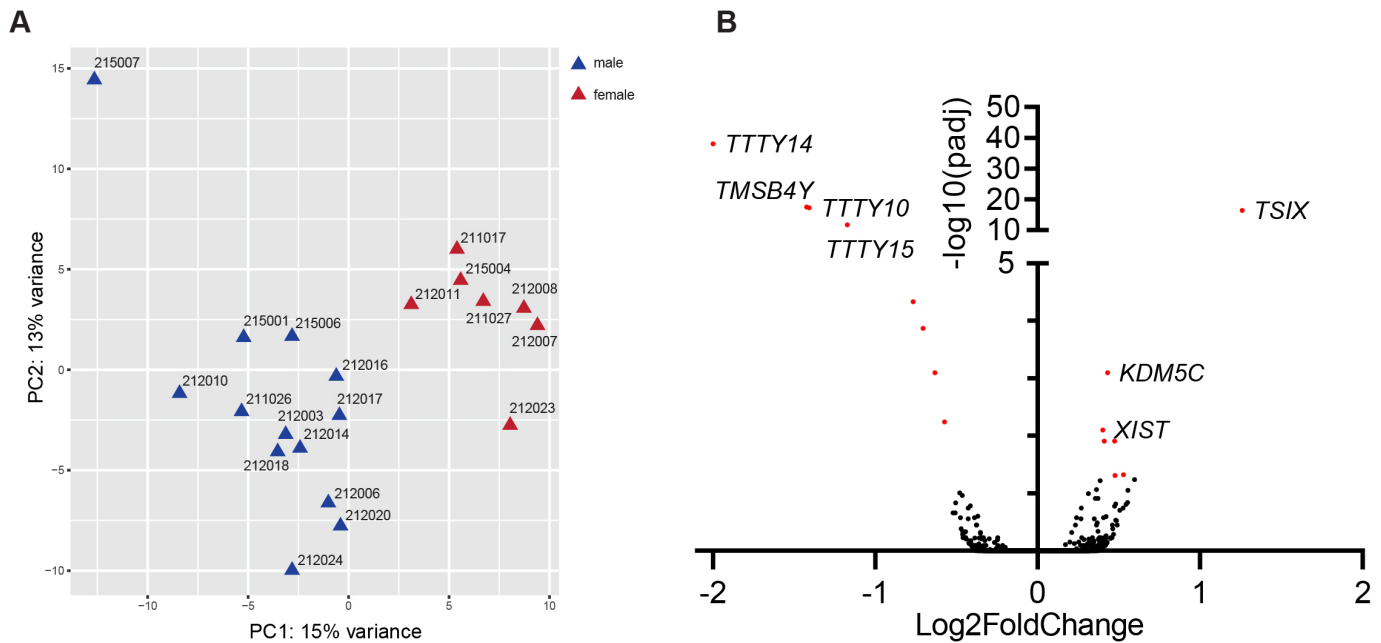 A
215007
male
female
211017
215004
212011
212008
211027
212007
215001
215006
212016
212010
211026
212017
212003
212014
212018
212023
212006
212020
212024
15
10
5
0
−5
−10
−10
−5
0
5
10
PC2: 13% variance
PC1: 15% variance
B
-log10(padj)
50
40
30
20
10
5
TTTY14
TMSB4Y
TTTY10
TTTY15
TSIX
KDM5C
XIST
-2
-1
0
1
2
Log2FoldChange